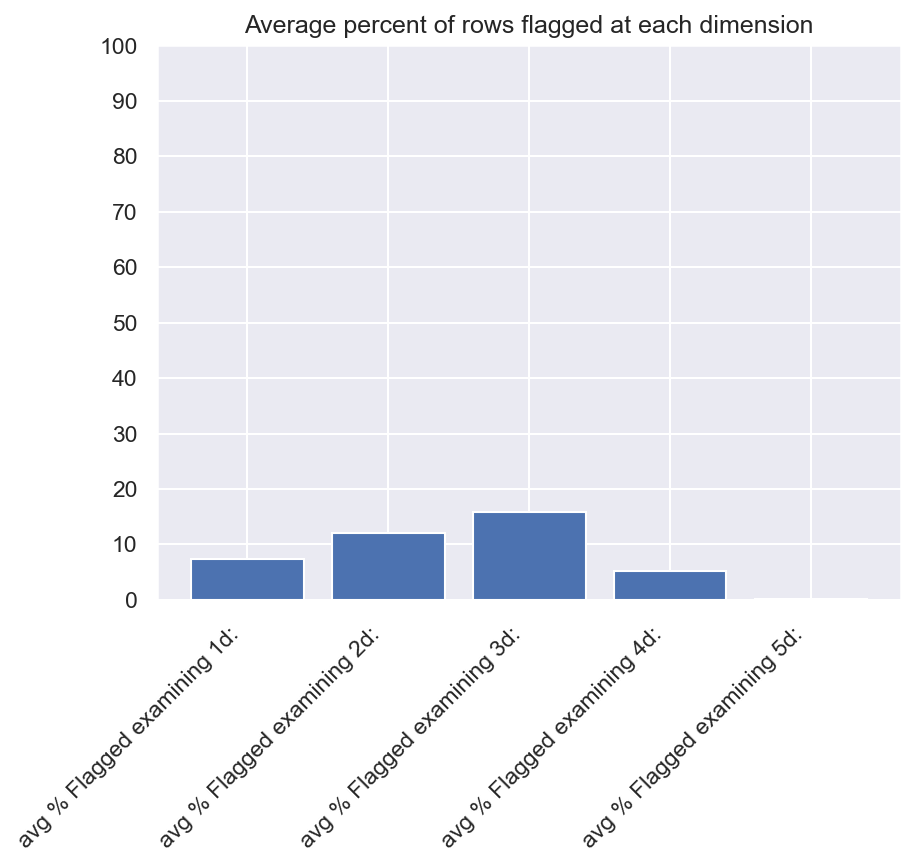 Average percent of rows flagged at each dimension
100
90
80
70
60
50
40
30
20
10
0
avg % Flagged examining 1d:
avg % Flagged examining 2d:
avg % Flagged examining 3d:
avg % Flagged examining 4d:
avg % Flagged examining 5d: